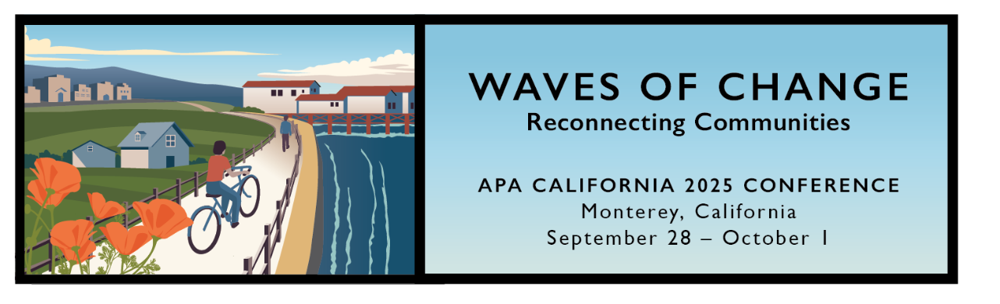 WAVES OF CHANGE
Reconnecting Communities
APA CALIFORNIA 2025 CONFERENCE
Monterey, California
September 28 – October 1